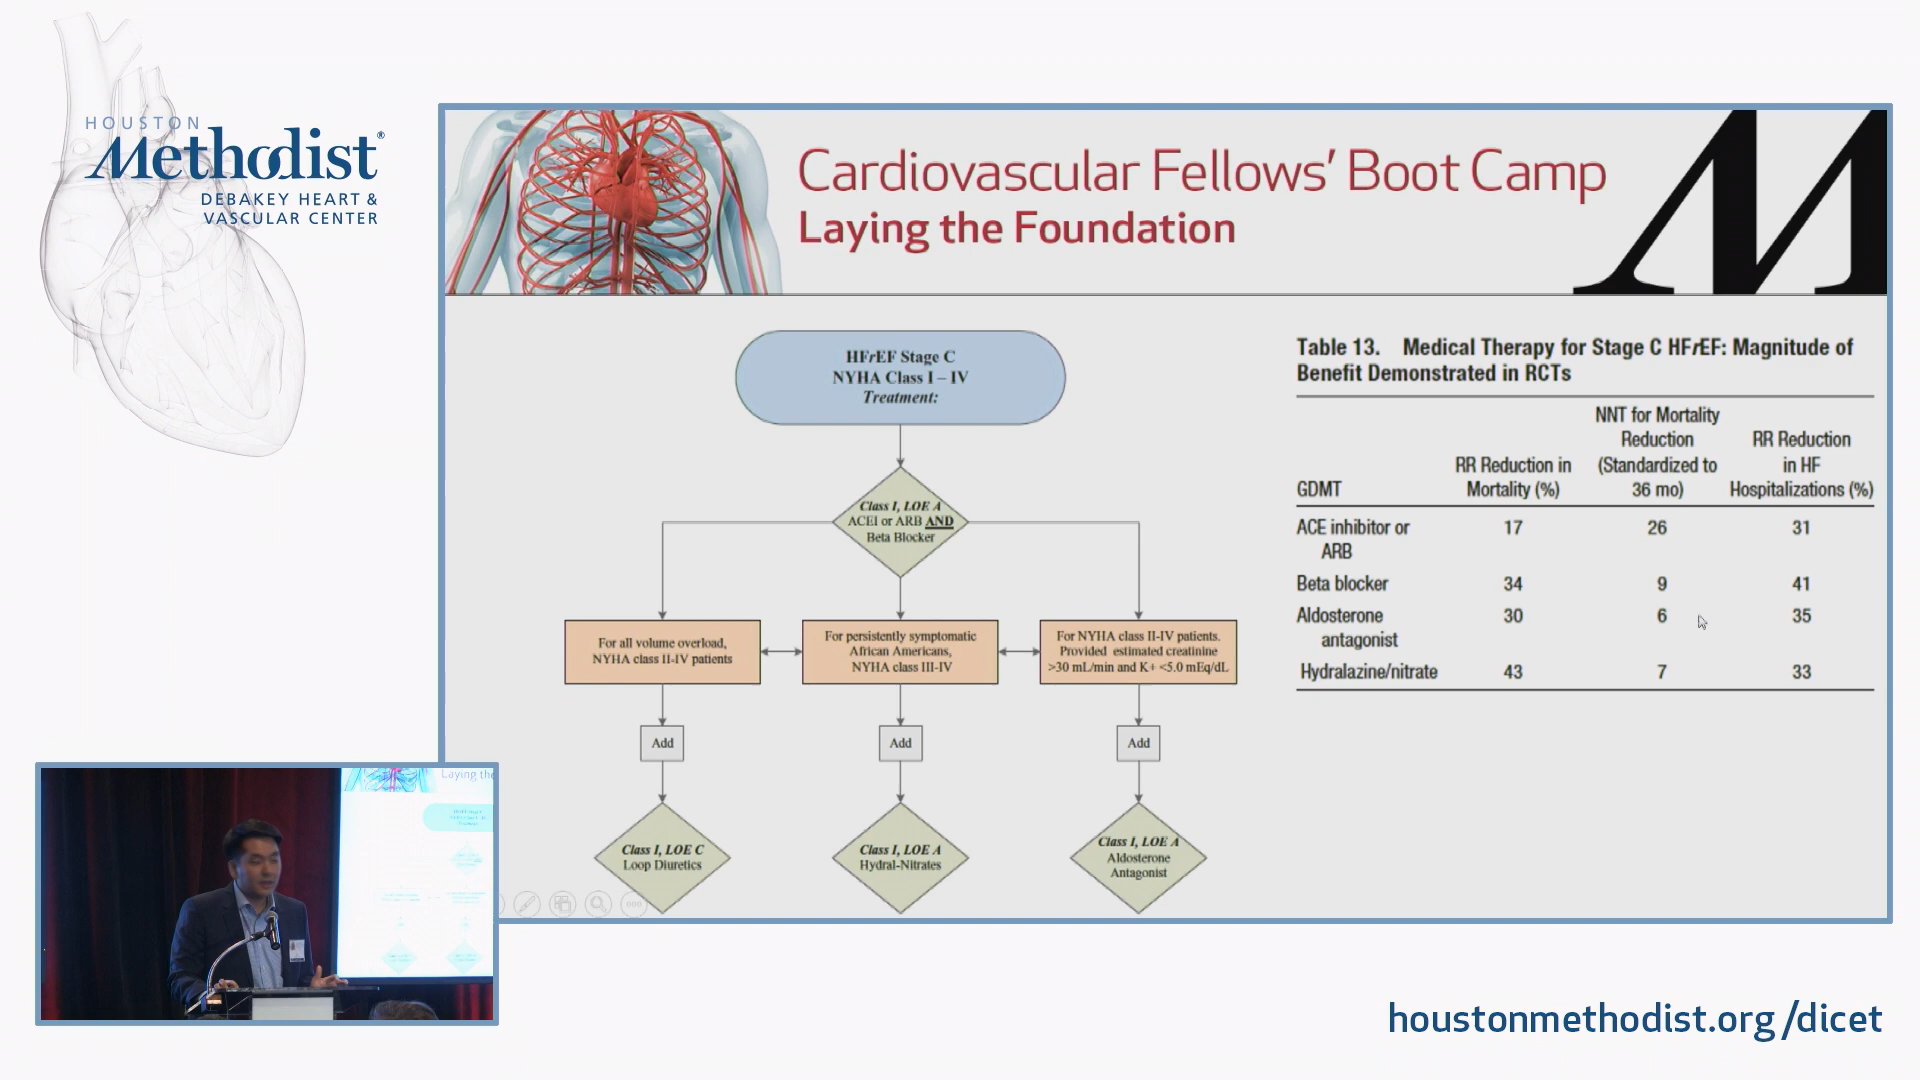 HOUSTON
Methodist®
DEBAKEY HEART &
VASCULAR CENTER
Cardiovascular Fellows' Boot Camp
Laying the Foundation
HFrEF Stage C
NYHA Class I – IV
Treatment:
Class I, LOE A
ACEI or ARB AND
Beta Blocker
For all volume overload,
NYHA class II-IV patients
For persistently symptomatic
African Americans,
NYHA class III-IV
For NYHA class II-IV patients.
Provided estimated creatinine
>30 mL/min and K+ <5.0 mEq/dL
Add
Add
Add
Class I, LOE C
Loop Diuretics
Class I, LOE A
Hydral-Nitrates
Class I, LOE A
Aldosterone
Antagonist
Table 13. Medical Therapy for Stage C HFrEF: Magnitude of
Benefit Demonstrated in RCTs
GDMT
RR Reduction in
Mortality (%)
NNT for Mortality
Reduction
(Standardized to
36 mo)
RR Reduction
in HF
Hospitalizations (%)
ACE inhibitor or
ARB
17 26 31
Beta blocker 34 9 41
Aldosterone
antagonist
30 6 35
Hydralazine/nitrate 43 7 33
Laying the
houstonmethodist.org/dicet